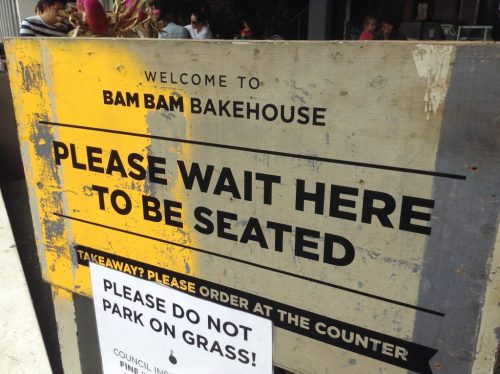 WELCOME TO
BAM BAM BAKEHOUSE
PLEASE WAIT HERE
TO BE SEATED
TAKEAWAY? PLEASE ORDER AT THE COUNTER
PLEASE DO NOT
PARK ON GRASS!
COUNCIL
FINE